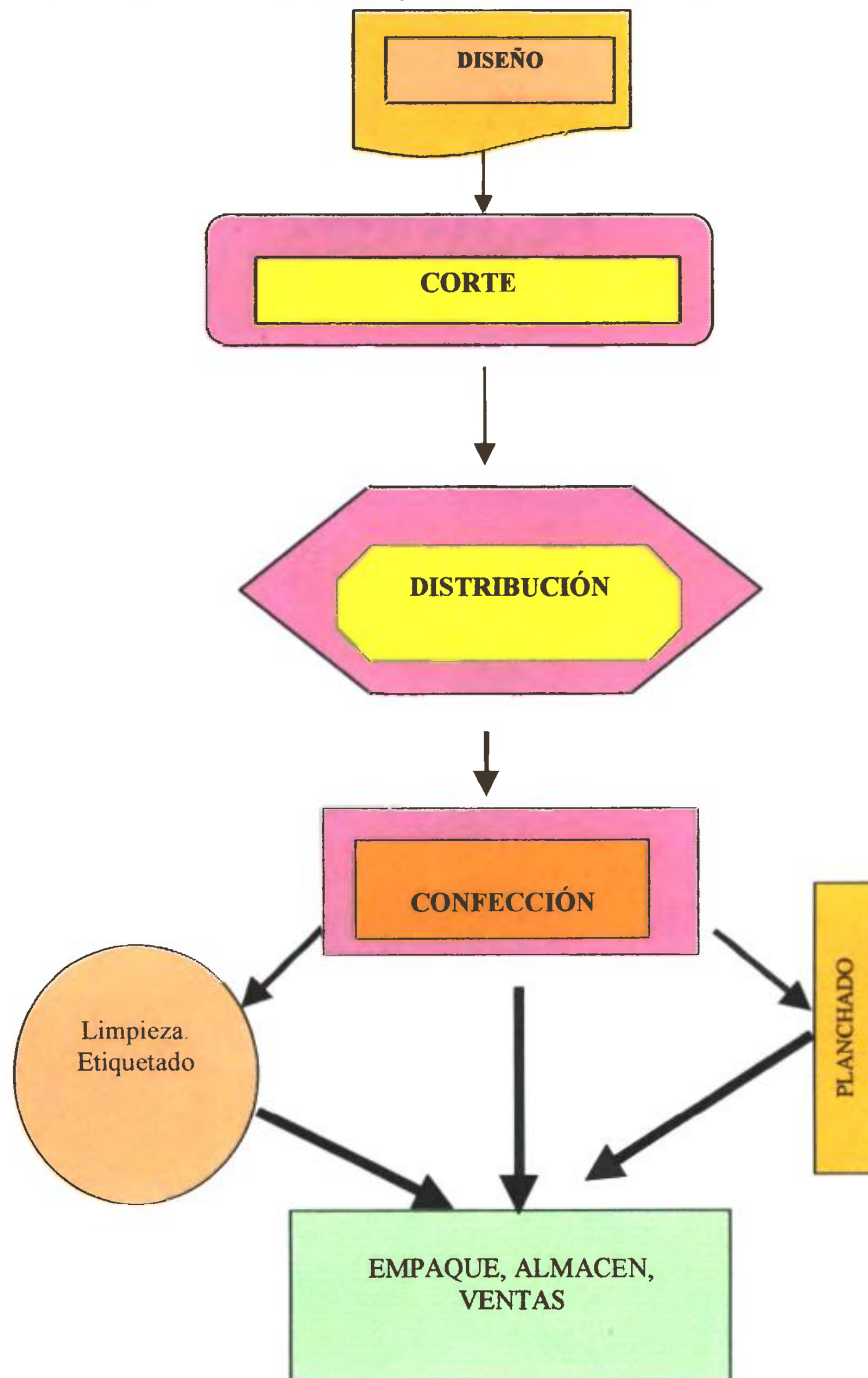 DISEÑO
CORTE
DISTRIBUCIÓN
CONFECCIÓN
Limpieza.
Etiquetado
PLANCHADO
EMPAQUE, ALMACEN,
VENTAS